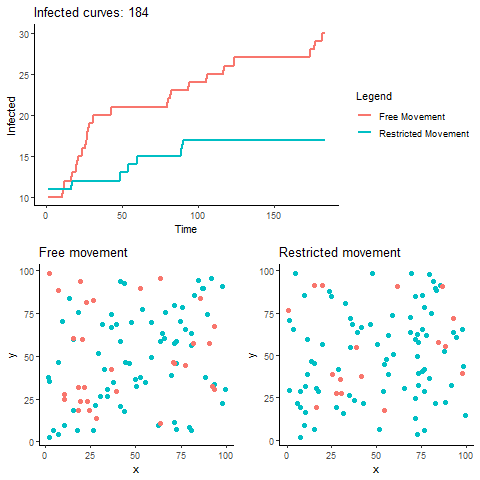 Infected curves: 184
Infected
30
25
20
15
10
0
50
100
150
Time
Legend
Free Movement
Restricted Movement
Free movement
y
100
75
50
25
0
0
25
50
75
100
x
Restricted movement
y
100
75
50
25
0
0
25
50
75
100
x